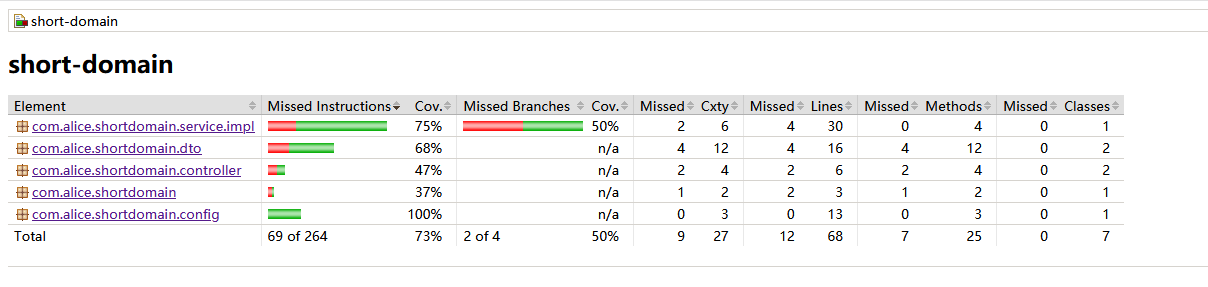 short-domain
short-domain
Element Missed Instructions Cov. Missed Branches Cov. Missed Cxty Missed Lines Missed Methods Missed Classes
com.alice.shortdomain.service.impl 75% 50% 2 6 4 30 0 4 0 1
com.alice.shortdomain.dto 68% n/a 4 12 4 16 4 12 0 2
com.alice.shortdomain.controller 47% n/a 2 4 2 6 2 4 0 2
com.alice.shortdomain 37% n/a 1 2 2 3 1 2 0 1
com.alice.shortdomain.config 100% n/a 0 3 0 13 0 3 0 1
Total 69 of 264 73% 2 of 4 50% 9 27 12 68 7 25 0 7